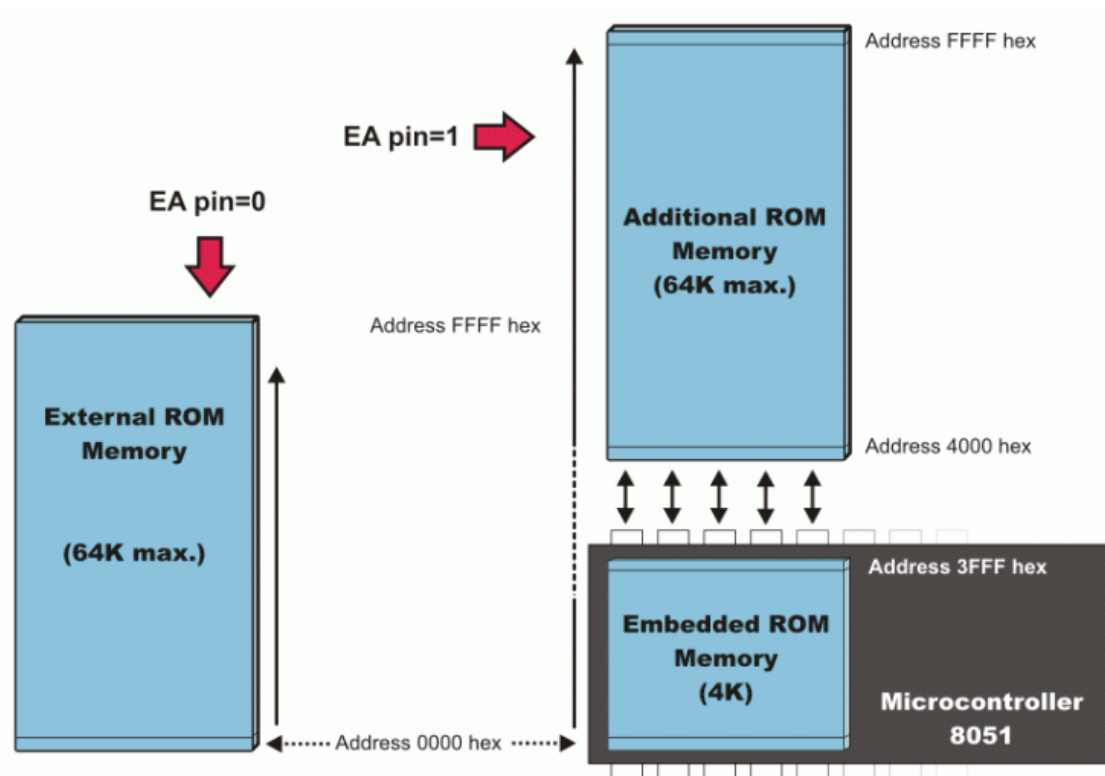 Address FFFF hex
EA pin=1
EA pin=0
Additional ROM
Memory
(64K max.)
Address FFFF hex
External ROM
Memory
(64K max.)
Address 4000 hex
Address 3FFF hex
Embedded ROM
Memory
(4K)
Microcontroller
8051
Address 0000 hex